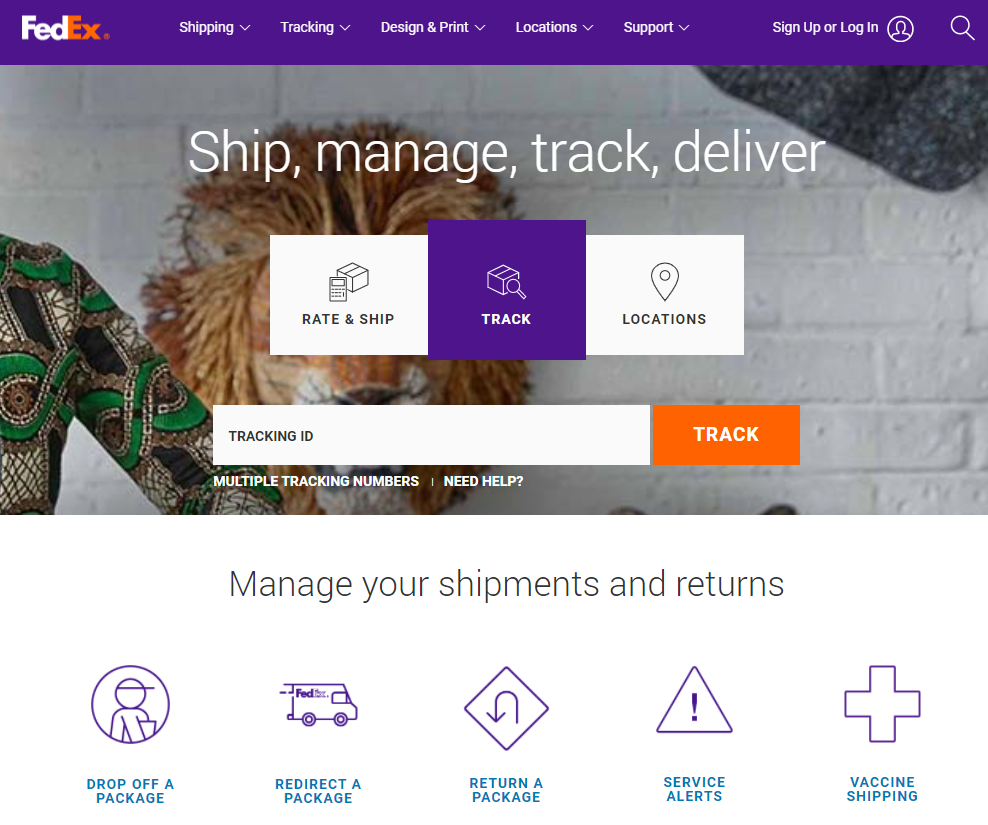 FedEx®
Shipping
Tracking
Design & Print
Locations
Support
Sign Up or Log In
Ship, manage, track, deliver
RATE & SHIP
TRACK
LOCATIONS
TRACKING ID
TRACK
MULTIPLE TRACKING NUMBERS
NEED HELP?
Manage your shipments and returns
Fed
DROP OFF A
PACKAGE
REDIRECT A
PACKAGE
RETURN A
PACKAGE
SERVICE
ALERTS
VACCINE
SHIPPING